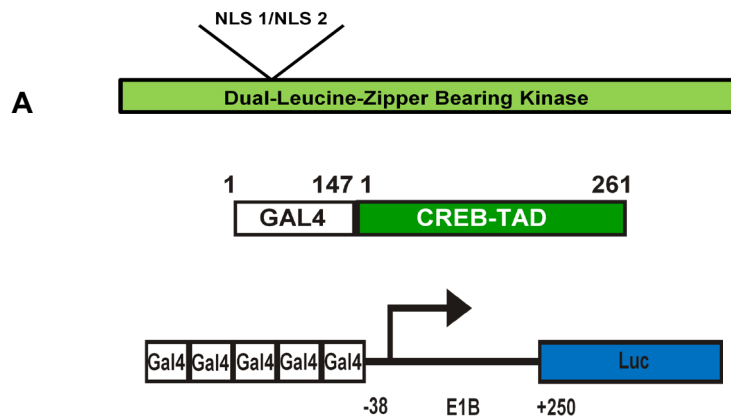 NLS 1/NLS 2
A
Dual-Leucine-Zipper Bearing Kinase
1 147 1 261
GAL4 CREB-TAD
Gal4 Gal4 Gal4 Gal4 Gal4 Luc
-38 E1B +250